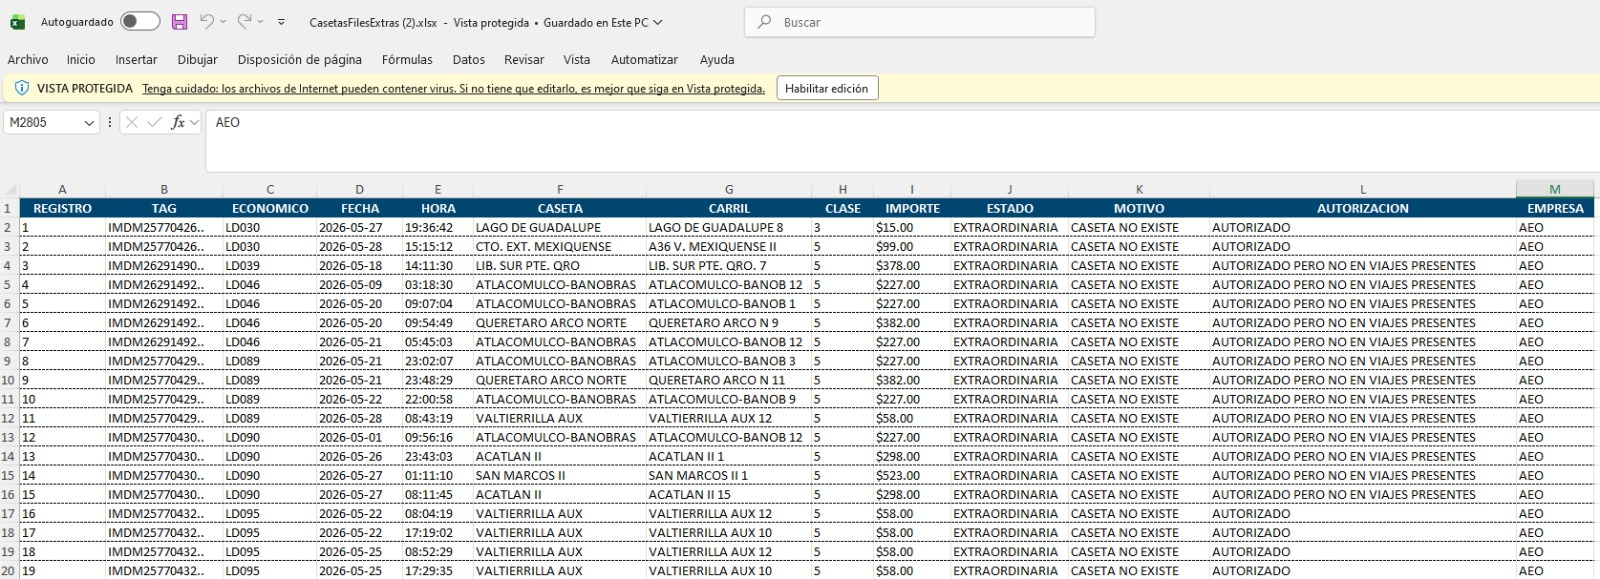 Autoguardado CasetasFilesExtras (2).xlsx - Vista protegida • Guardado en Este PC Buscar
Archivo Inicio Insertar Dibujar Disposición de página Fórmulas Datos Revisar Vista Automatizar Ayuda
VISTA PROTEGIDA Tenga cuidado: los archivos de Internet pueden contener virus. Si no tiene que editarlo, es mejor que siga en Vista protegida. Habilitar edición
M2805 fx AEO
A B C D E F G H I J K L M
1 REGISTRO TAG ECONOMICO FECHA HORA CASETA CARRIL CLASE IMPORTE ESTADO MOTIVO AUTORIZACION EMPRESA
2 1 IMDM25770426.. LD030 2026-05-27 19:36:42 LAGO DE GUADALUPE LAGO DE GUADALUPE 8 3 $15.00 EXTRAORDINARIA CASETA NO EXISTE AUTORIZADO AEO
3 2 IMDM25770426.. LD030 2026-05-28 15:15:12 CTO. EXT. MEXIQUENSE A36 V. MEXIQUENSE II 5 $99.00 EXTRAORDINARIA CASETA NO EXISTE AUTORIZADO AEO
4 3 IMDM26291490.. LD039 2026-05-18 14:11:30 LIB. SUR PTE. QRO LIB. SUR PTE. QRO. 7 5 $378.00 EXTRAORDINARIA CASETA NO EXISTE AUTORIZADO PERO NO EN VIAJES PRESENTES AEO
5 4 IMDM26291492.. LD046 2026-05-09 03:18:30 ATLACOMULCO-BANOBRAS ATLACOMULCO-BANOB 12 5 $227.00 EXTRAORDINARIA CASETA NO EXISTE AUTORIZADO PERO NO EN VIAJES PRESENTES AEO
6 5 IMDM26291492.. LD046 2026-05-20 09:07:04 ATLACOMULCO-BANOBRAS ATLACOMULCO-BANOB 1 5 $227.00 EXTRAORDINARIA CASETA NO EXISTE AUTORIZADO PERO NO EN VIAJES PRESENTES AEO
7 6 IMDM26291492.. LD046 2026-05-20 09:54:49 QUERETARO ARCO NORTE QUERETARO ARCO N 9 5 $382.00 EXTRAORDINARIA CASETA NO EXISTE AUTORIZADO PERO NO EN VIAJES PRESENTES AEO
8 7 IMDM26291492.. LD046 2026-05-21 05:45:03 ATLACOMULCO-BANOBRAS ATLACOMULCO-BANOB 12 5 $227.00 EXTRAORDINARIA CASETA NO EXISTE AUTORIZADO PERO NO EN VIAJES PRESENTES AEO
9 8 IMDM25770429.. LD089 2026-05-21 23:02:07 ATLACOMULCO-BANOBRAS ATLACOMULCO-BANOB 3 5 $227.00 EXTRAORDINARIA CASETA NO EXISTE AUTORIZADO PERO NO EN VIAJES PRESENTES AEO
10 9 IMDM25770429.. LD089 2026-05-21 23:48:29 QUERETARO ARCO NORTE QUERETARO ARCO N 11 5 $382.00 EXTRAORDINARIA CASETA NO EXISTE AUTORIZADO PERO NO EN VIAJES PRESENTES AEO
11 10 IMDM25770429.. LD089 2026-05-22 22:00:58 ATLACOMULCO-BANOBRAS ATLACOMULCO-BANOB 9 5 $227.00 EXTRAORDINARIA CASETA NO EXISTE AUTORIZADO PERO NO EN VIAJES PRESENTES AEO
12 11 IMDM25770429.. LD089 2026-05-28 08:43:19 VALTIERRILLA AUX VALTIERRILLA AUX 12 5 $58.00 EXTRAORDINARIA CASETA NO EXISTE AUTORIZADO PERO NO EN VIAJES PRESENTES AEO
13 12 IMDM25770430.. LD090 2026-05-01 09:56:16 ATLACOMULCO-BANOBRAS ATLACOMULCO-BANOB 12 5 $227.00 EXTRAORDINARIA CASETA NO EXISTE AUTORIZADO PERO NO EN VIAJES PRESENTES AEO
14 13 IMDM25770430.. LD090 2026-05-26 23:43:03 ACATLAN II ACATLAN II 1 5 $298.00 EXTRAORDINARIA CASETA NO EXISTE AUTORIZADO PERO NO EN VIAJES PRESENTES AEO
15 14 IMDM25770430.. LD090 2026-05-27 01:11:10 SAN MARCOS II SAN MARCOS II 1 5 $523.00 EXTRAORDINARIA CASETA NO EXISTE AUTORIZADO PERO NO EN VIAJES PRESENTES AEO
16 15 IMDM25770430.. LD090 2026-05-27 08:11:45 ACATLAN II ACATLAN II 15 5 $298.00 EXTRAORDINARIA CASETA NO EXISTE AUTORIZADO PERO NO EN VIAJES PRESENTES AEO
17 16 IMDM25770432.. LD095 2026-05-22 08:04:19 VALTIERRILLA AUX VALTIERRILLA AUX 12 5 $58.00 EXTRAORDINARIA CASETA NO EXISTE AUTORIZADO AEO
18 17 IMDM25770432.. LD095 2026-05-22 17:19:02 VALTIERRILLA AUX VALTIERRILLA AUX 10 5 $58.00 EXTRAORDINARIA CASETA NO EXISTE AUTORIZADO AEO
19 18 IMDM25770432.. LD095 2026-05-25 08:52:29 VALTIERRILLA AUX VALTIERRILLA AUX 12 5 $58.00 EXTRAORDINARIA CASETA NO EXISTE AUTORIZADO AEO
20 19 IMDM25770432.. LD095 2026-05-25 17:29:35 VALTIERRILLA AUX VALTIERRILLA AUX 10 5 $58.00 EXTRAORDINARIA CASETA NO EXISTE AUTORIZADO AEO